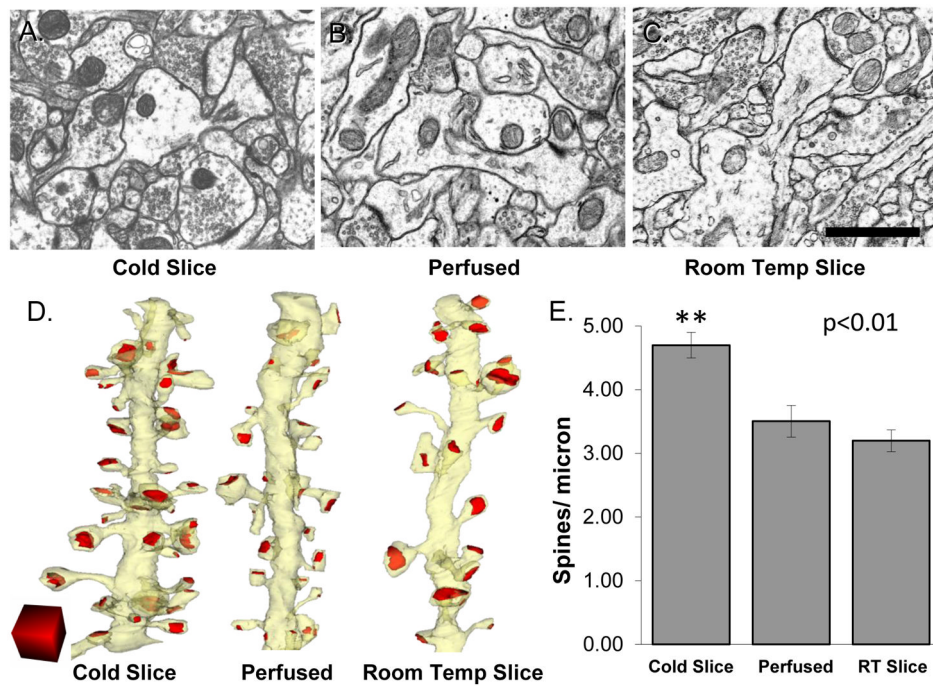 A.
B.
C.
Cold Slice
Perfused
Room Temp Slice
D.
Cold Slice
Perfused
Room Temp Slice
E.
**
p<0.01
Spines/ micron
5.00
4.00
3.00
2.00
1.00
0.00
Cold Slice
Perfused
RT Slice